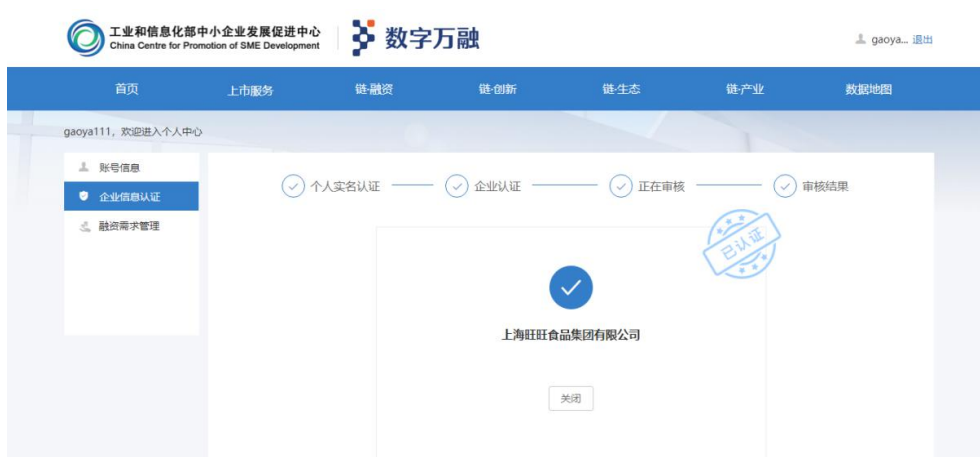 工业和信息化部中小企业发展促进中心
China Centre for Promotion of SME Development
数字万融
gaoya... 退出
首页 上市服务 链·融资 链·创新 链·生态 链·产业 数据地图
gaoya111，欢迎进入个人中心
账号信息
企业信息认证
融资需求管理
个人实名认证 企业认证 正在审核 审核结果
已认证
上海旺旺食品集团有限公司
关闭